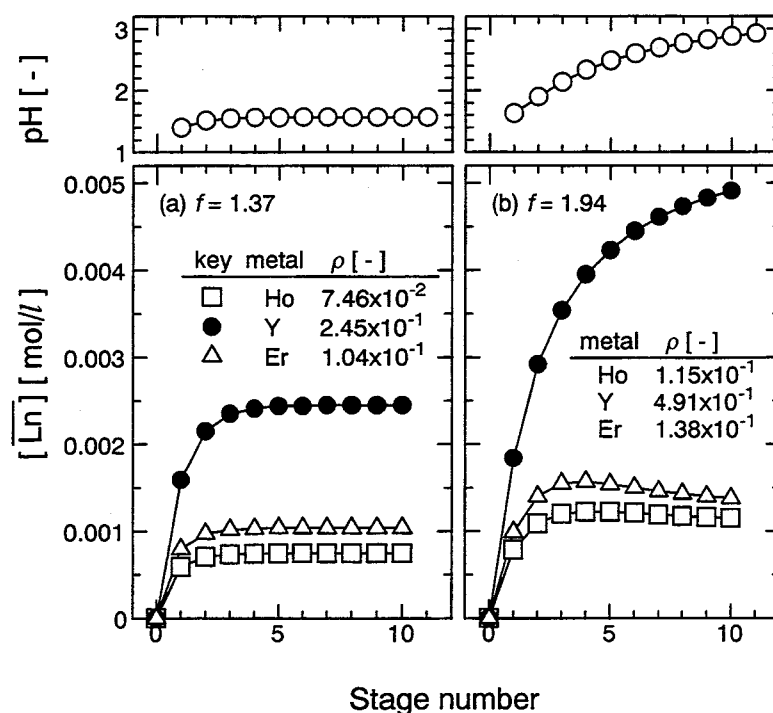 pH [ - ]
3
2
1
[ L̅n̅ ] [ mol/l ]
0.005
0.004
0.003
0.002
0.001
0
(a) f = 1.37
key metal ρ [ - ]
Ho 7.46x10⁻²
Y 2.45x10⁻¹
Er 1.04x10⁻¹
(b) f = 1.94
metal ρ [ - ]
Ho 1.15x10⁻¹
Y 4.91x10⁻¹
Er 1.38x10⁻¹
0 5 10
0 5 10
Stage number